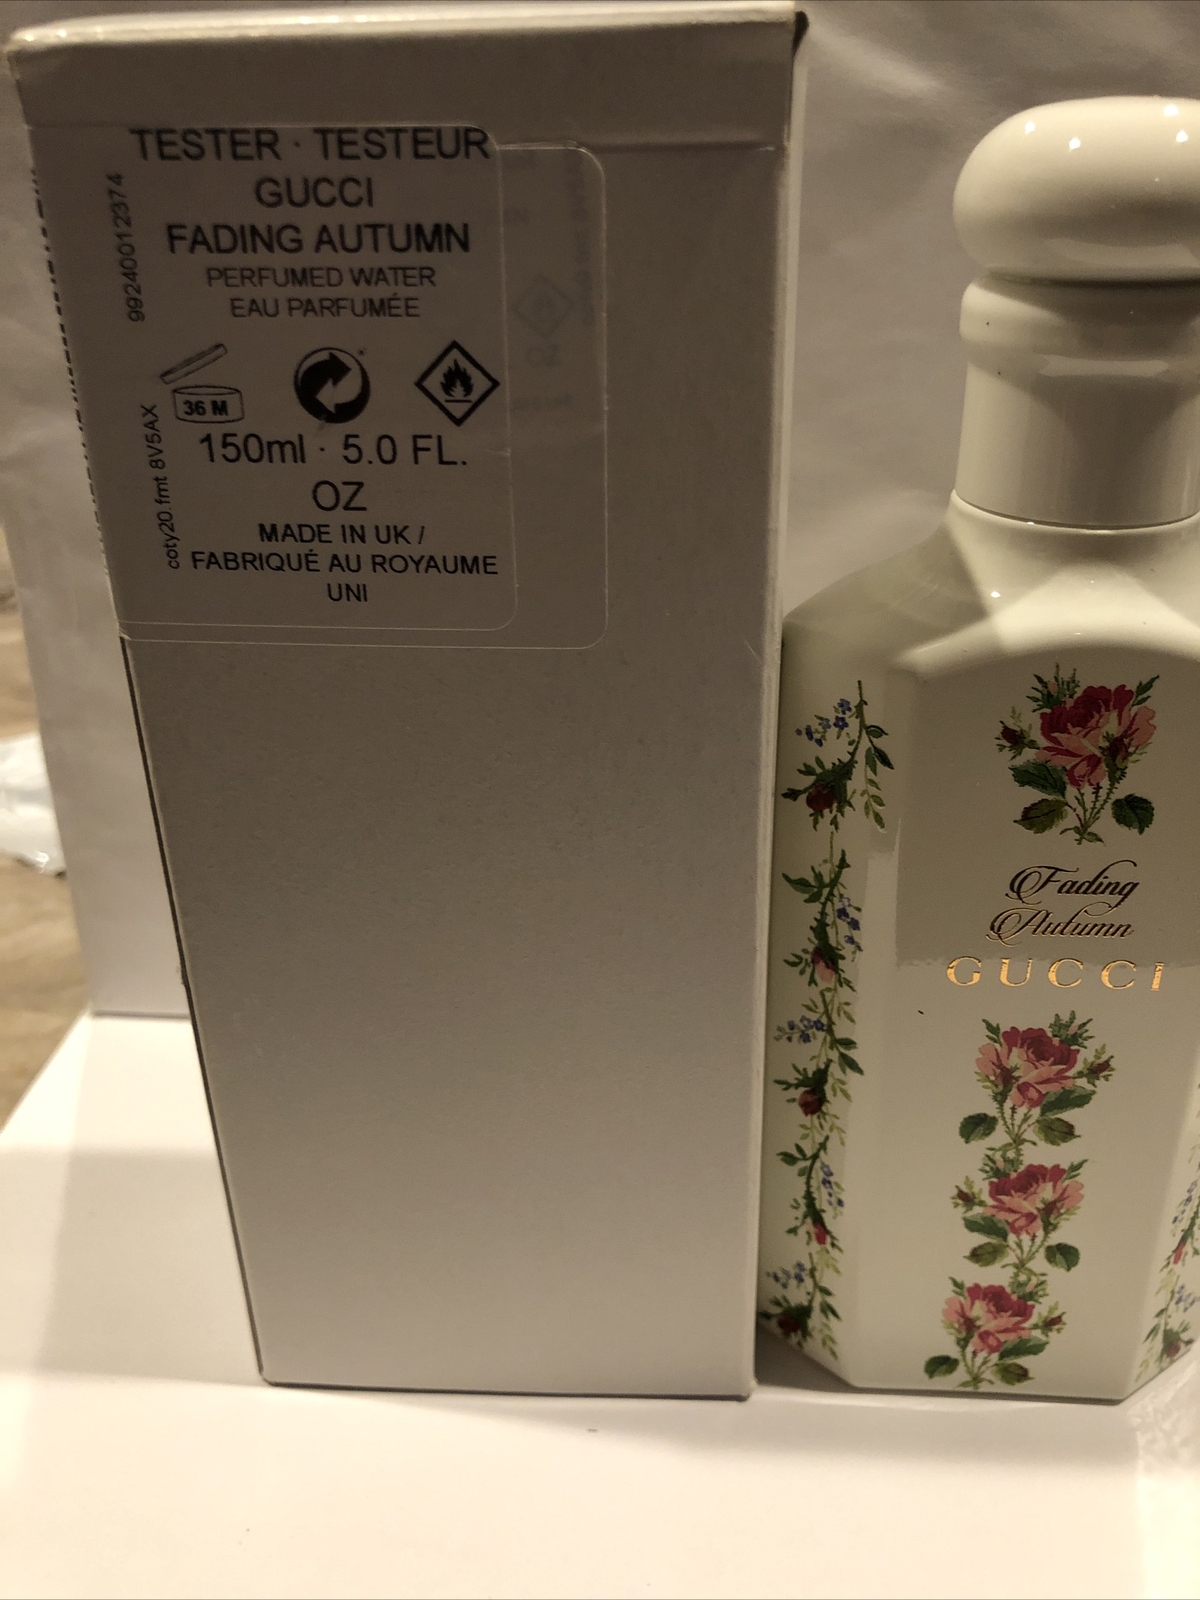 TESTER · TESTEUR
GUCCI
FADING AUTUMN
PERFUMED WATER
EAU PARFUMÉE
99240012374
36 M
150ml · 5.0 FL.
OZ
MADE IN UK /
FABRIQUÉ AU ROYAUME
UNI
coty20.fmt 8V5AX
Fading
Autumn
GUCCI